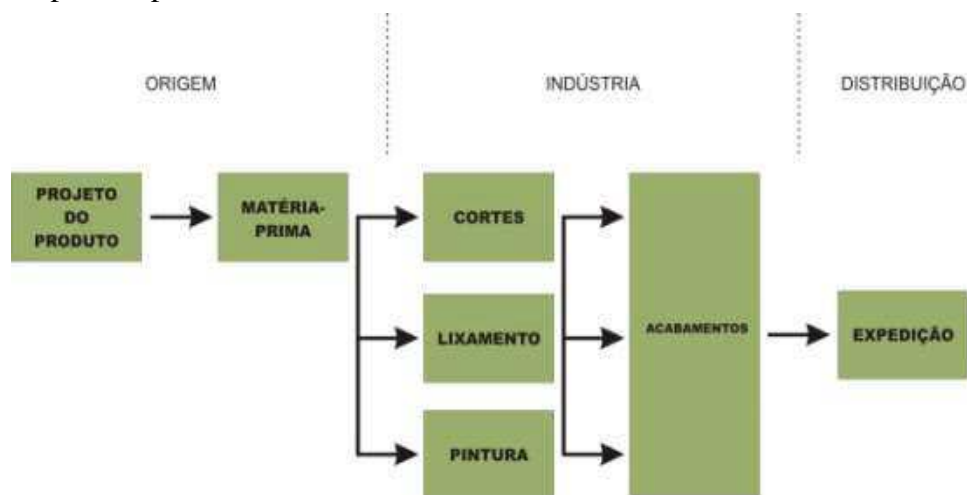 ORIGEM
INDÚSTRIA
DISTRIBUIÇÃO
PROJETO
DO
PRODUTO
MATÉRIA-
PRIMA
CORTES
LIXAMENTO
PINTURA
ACABAMENTOS
EXPEDIÇÃO